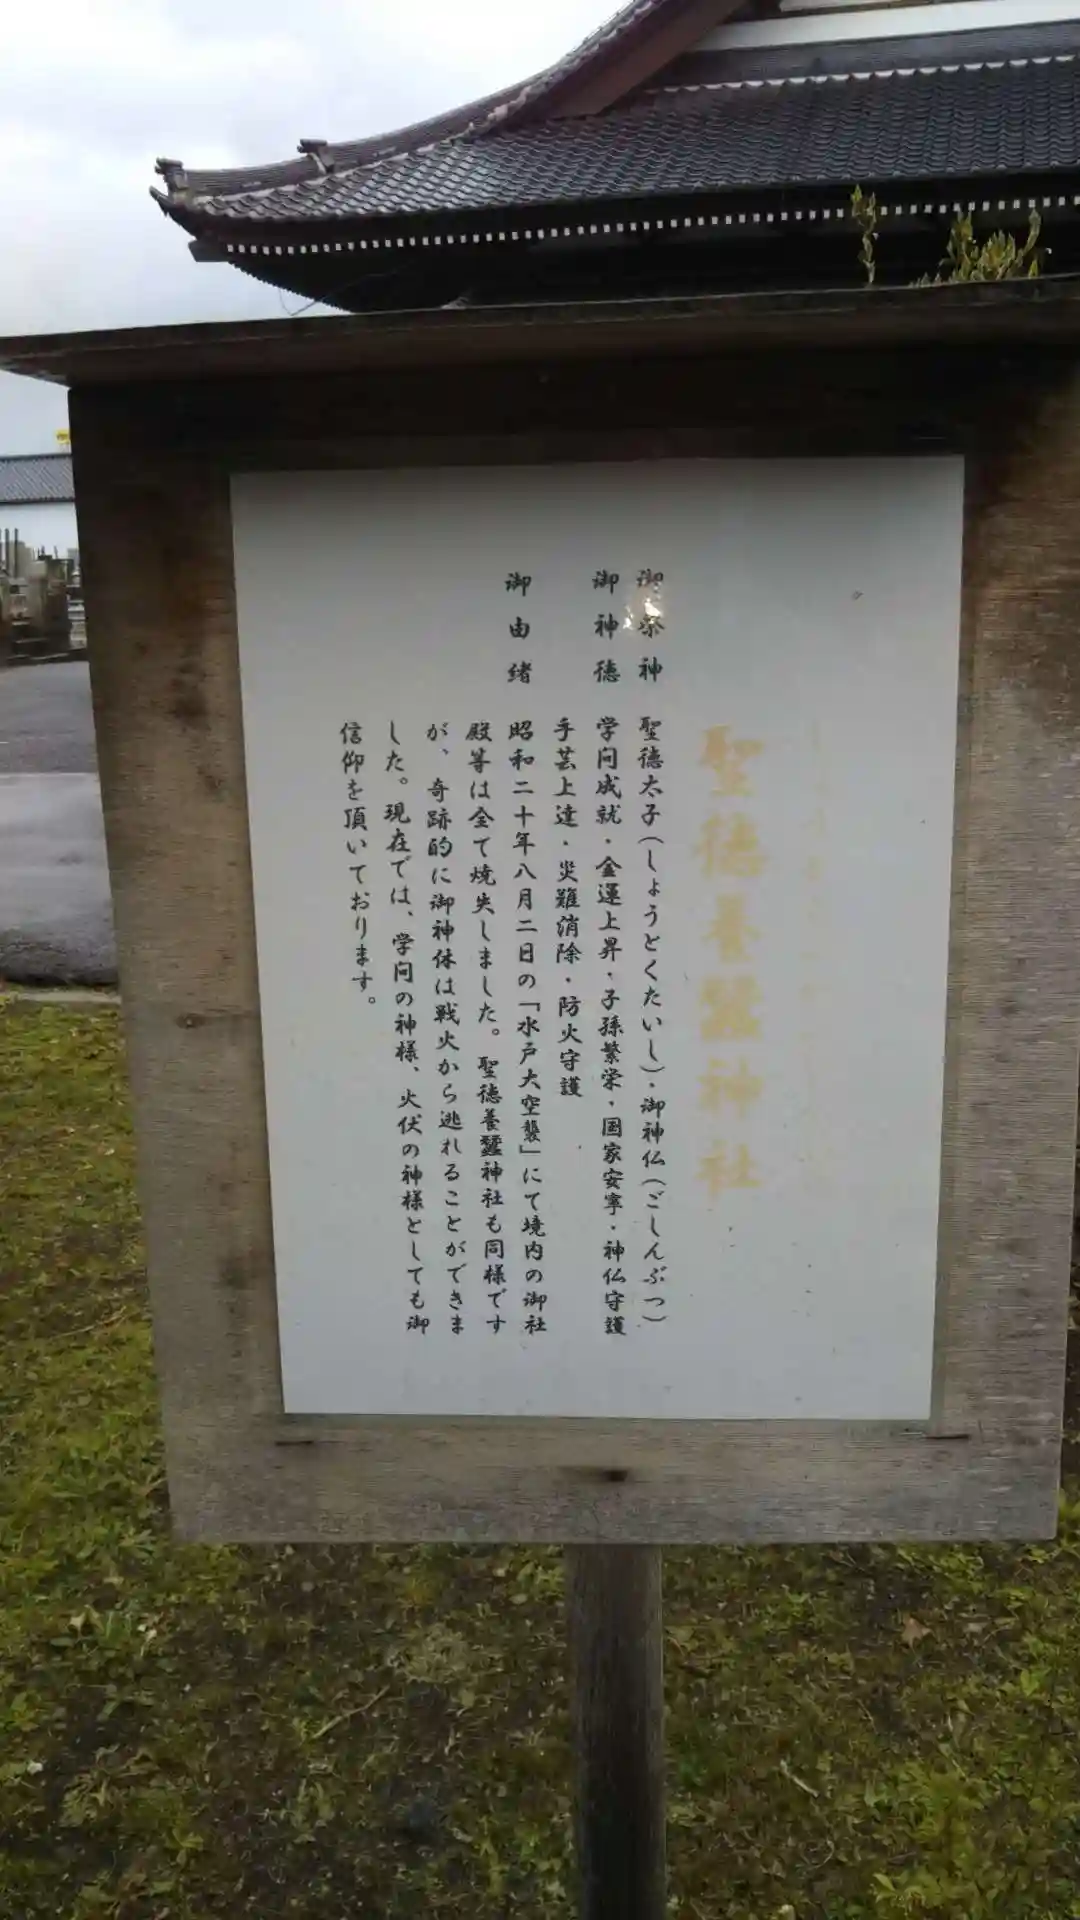 聖徳養蚕神社
御祭神 聖徳太子(しょうとくたいし)・御神仏(ごしんぶつ)
御神徳 学問成就・金運上昇・子孫繁栄・国家安寧・神仏守護
手芸上達・災難消除・防火守護
御由緒 昭和二十年八月二日の「水戸大空襲」にて境内の御社
殿等は全て焼失しました。聖徳養蚕神社も同様です
が、奇跡的に御神体は戦火から逃れることができま
した。現在では、学問の神様、火伏の神様としても御
信仰を頂いております。